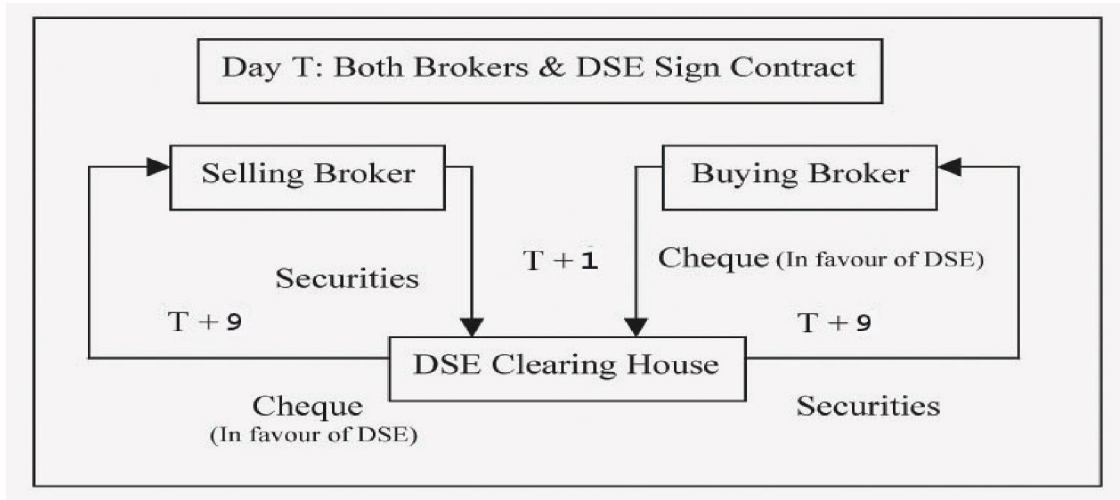 Day T: Both Brokers & DSE Sign Contract
Selling Broker
Buying Broker
Securities
T + 1
Cheque (In favour of DSE)
T + 9
T + 9
DSE Clearing House
Cheque
(In favour of DSE)
Securities